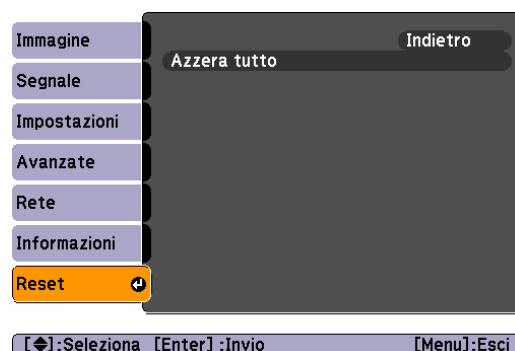 Immagine
Segnale
Impostazioni
Avanzate
Rete
Informazioni
Reset
Indietro
Azzera tutto
[◆]:Seleziona [Enter] :Invio [Menu]:Esci